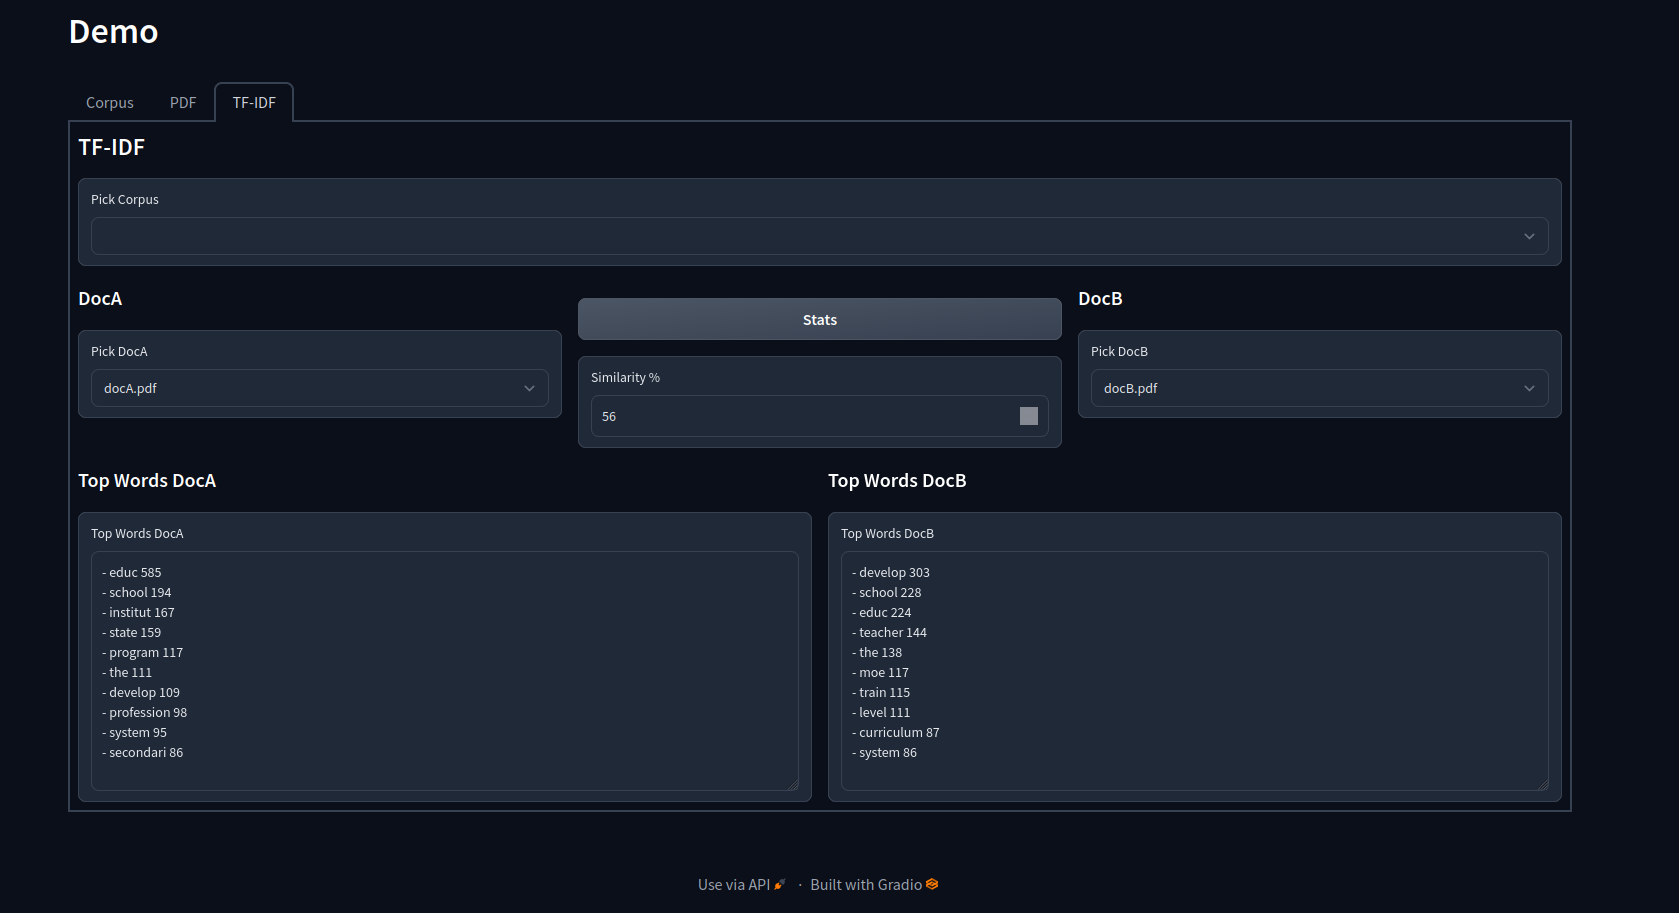 Demo
Corpus
PDF
TF-IDF
TF-IDF
Pick Corpus
DocA
Pick DocA
docA.pdf
Stats
Similarity %
56
DocB
Pick DocB
docB.pdf
Top Words DocA
Top Words DocA
- educ 585
- school 194
- institut 167
- state 159
- program 117
- the 111
- develop 109
- profession 98
- system 95
- secondari 86
Top Words DocB
Top Words DocB
- develop 303
- school 228
- educ 224
- teacher 144
- the 138
- moe 117
- train 115
- level 111
- curriculum 87
- system 86
Use via API · Built with Gradio